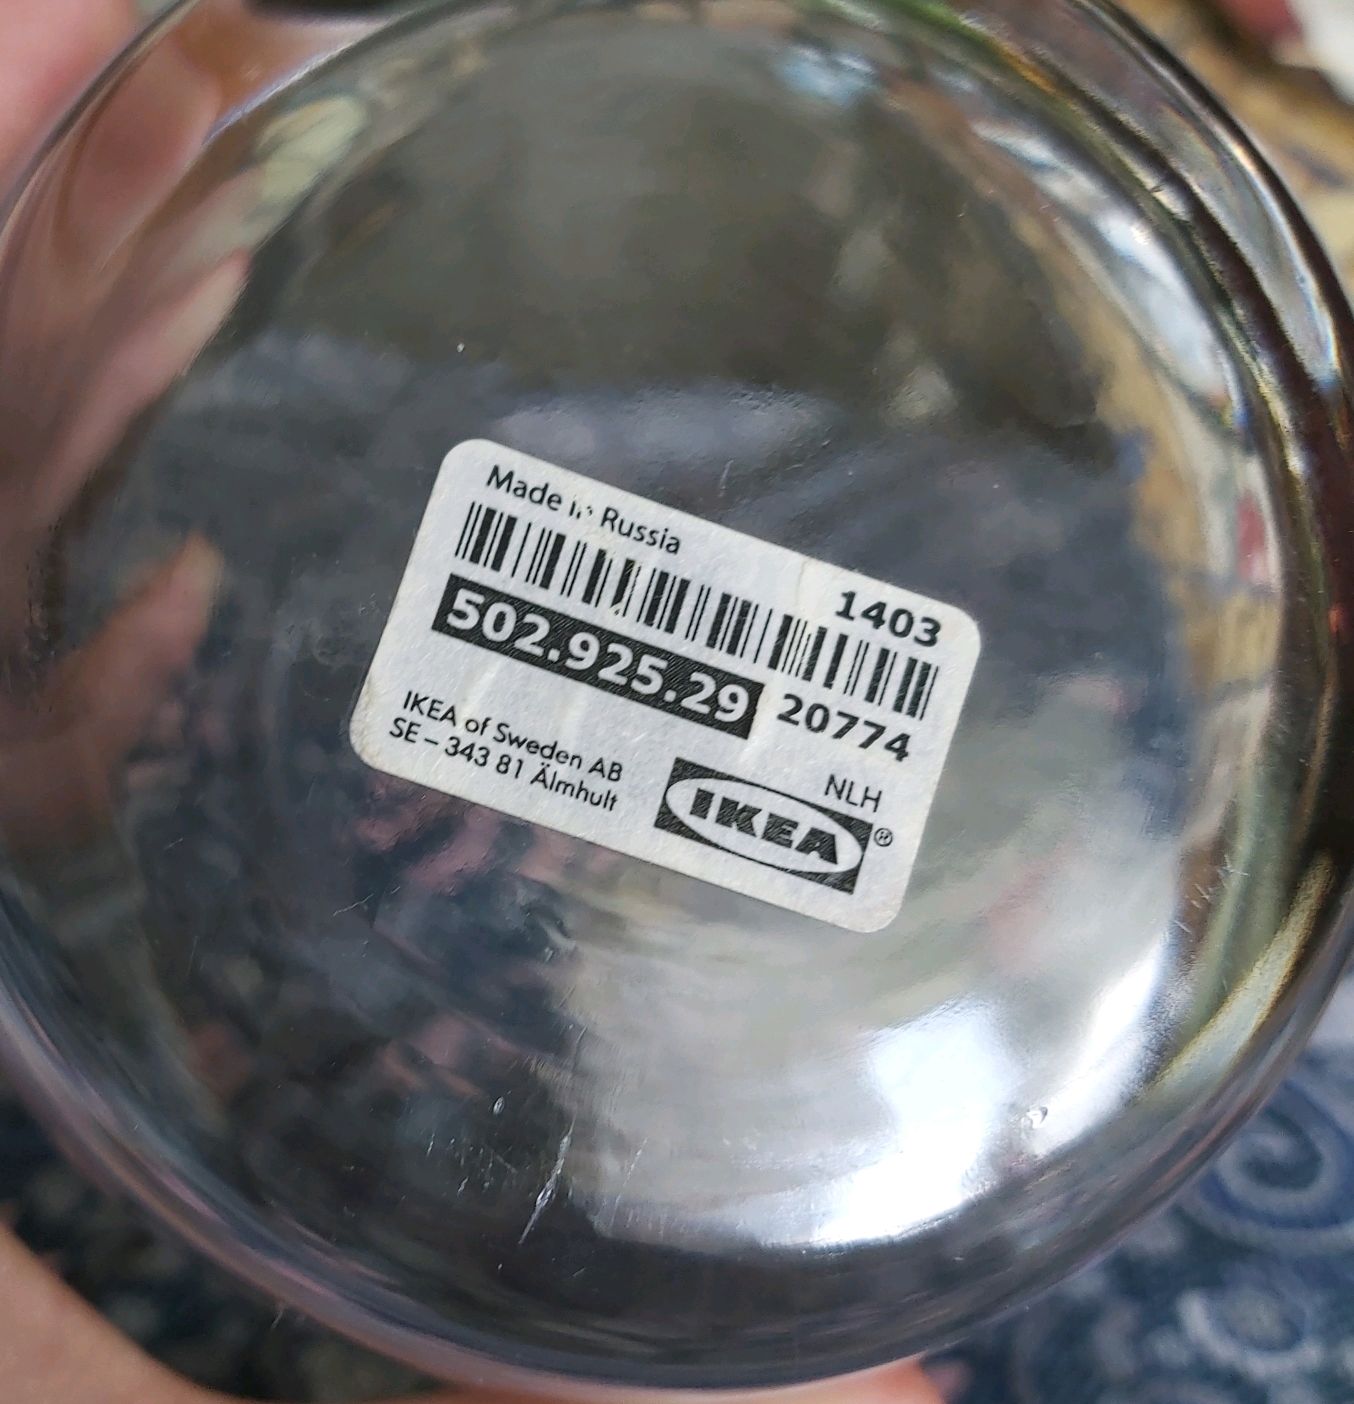 Made in Russia
1403
502.925.29
20774
IKEA of Sweden AB
SE – 343 81 Älmhult
NLH
IKEA®